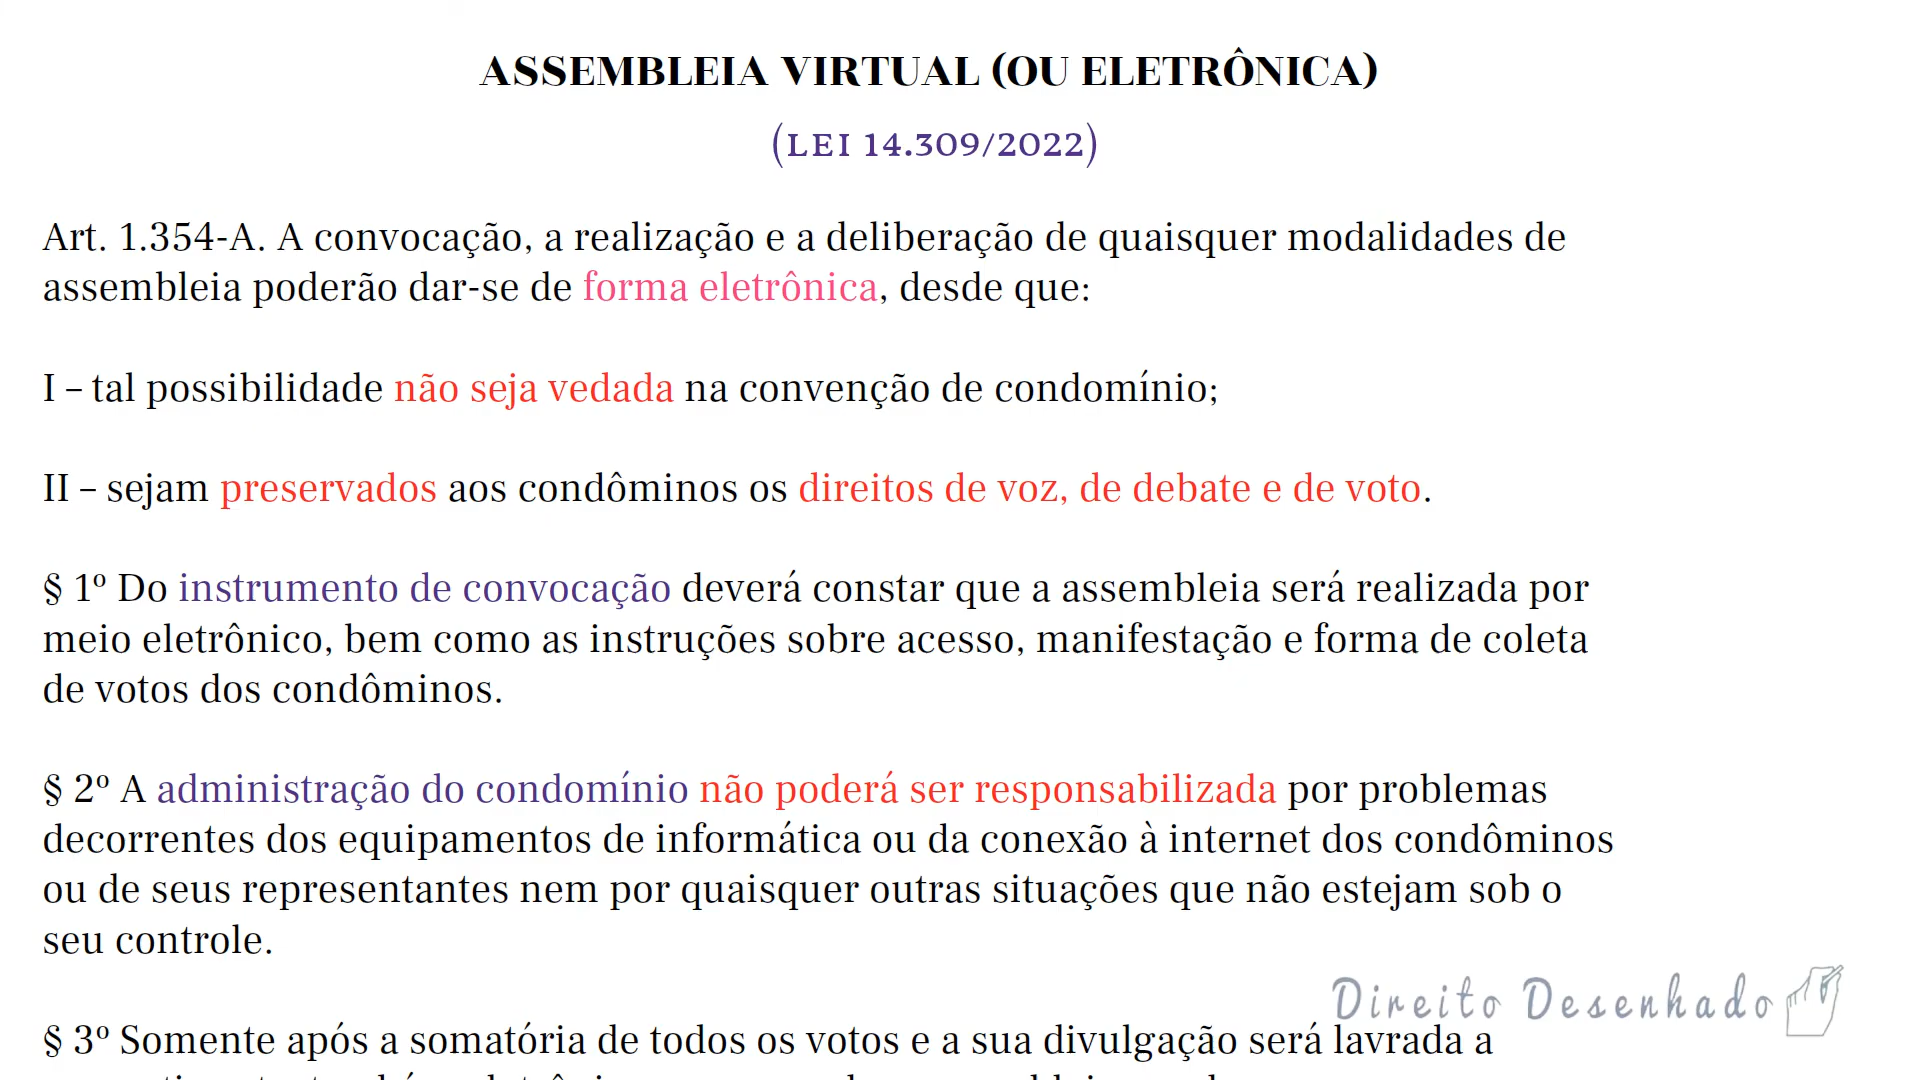 ASSEMBLEIA VIRTUAL (OU ELETRÔNICA)
(LEI 14.309/2022)
Art. 1.354-A. A convocação, a realização e a deliberação de quaisquer modalidades de
assembleia poderão dar-se de forma eletrônica, desde que:
I – tal possibilidade não seja vedada na convenção de condomínio;
II – sejam preservados aos condôminos os direitos de voz, de debate e de voto.
§ 1º Do instrumento de convocação deverá constar que a assembleia será realizada por
meio eletrônico, bem como as instruções sobre acesso, manifestação e forma de coleta
de votos dos condôminos.
§ 2º A administração do condomínio não poderá ser responsabilizada por problemas
decorrentes dos equipamentos de informática ou da conexão à internet dos condôminos
ou de seus representantes nem por quaisquer outras situações que não estejam sob o
seu controle.
Direito Desenhado
§ 3º Somente após a somatória de todos os votos e a sua divulgação será lavrada a